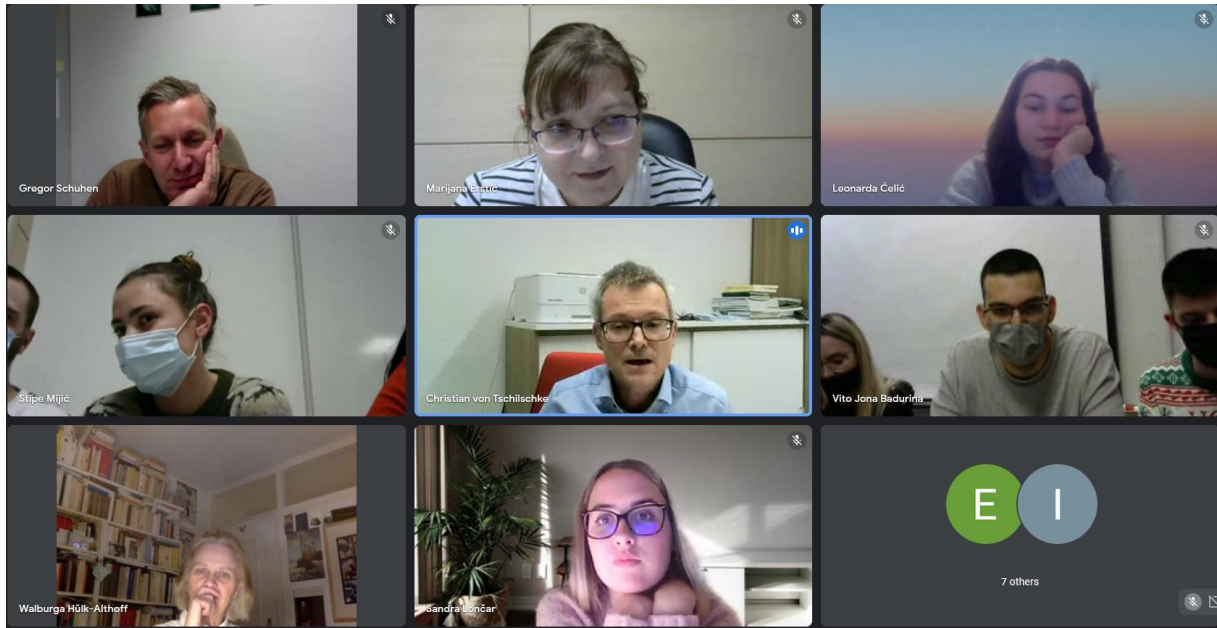 Gregor Schuhen
Marijana Erstić
Leonarda Ćelić
Stipe Mijić
Christian von Tschilschke
Vito Jona Badurina
Walburga Hülk-Althoff
Sandra Lončar
E I
7 others